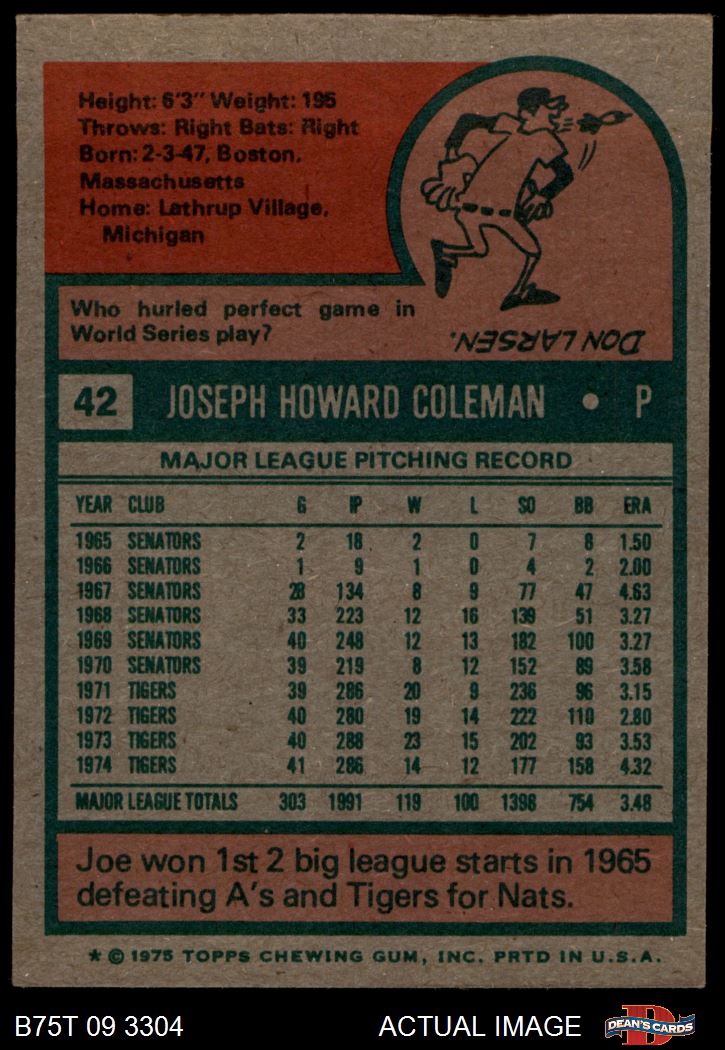 Height: 6'3" Weight: 195
Throws: Right Bats: Right
Born: 2-3-47, Boston,
Massachusetts
Home: Lathrup Village,
Michigan
Who hurled perfect game in
World Series play?
DON LARSEN.
42 JOSEPH HOWARD COLEMAN • P
MAJOR LEAGUE PITCHING RECORD
YEAR CLUB G IP W L SO BB ERA
1965 SENATORS 2 18 2 0 7 8 1.50
1966 SENATORS 1 9 1 0 4 2 2.00
1967 SENATORS 28 134 8 9 77 47 4.63
1968 SENATORS 33 223 12 16 139 51 3.27
1969 SENATORS 40 248 12 13 182 100 3.27
1970 SENATORS 39 219 8 12 152 89 3.58
1971 TIGERS 39 286 20 9 236 96 3.15
1972 TIGERS 40 280 19 14 222 110 2.80
1973 TIGERS 40 288 23 15 202 93 3.53
1974 TIGERS 41 286 14 12 177 158 4.32
MAJOR LEAGUE TOTALS 303 1991 119 100 1398 754 3.48
Joe won 1st 2 big league starts in 1965
defeating A's and Tigers for Nats.
* © 1975 TOPPS CHEWING GUM, INC. PRTD IN U.S.A.
B75T 09 3304 ACTUAL IMAGE D DEAN'S CARDS